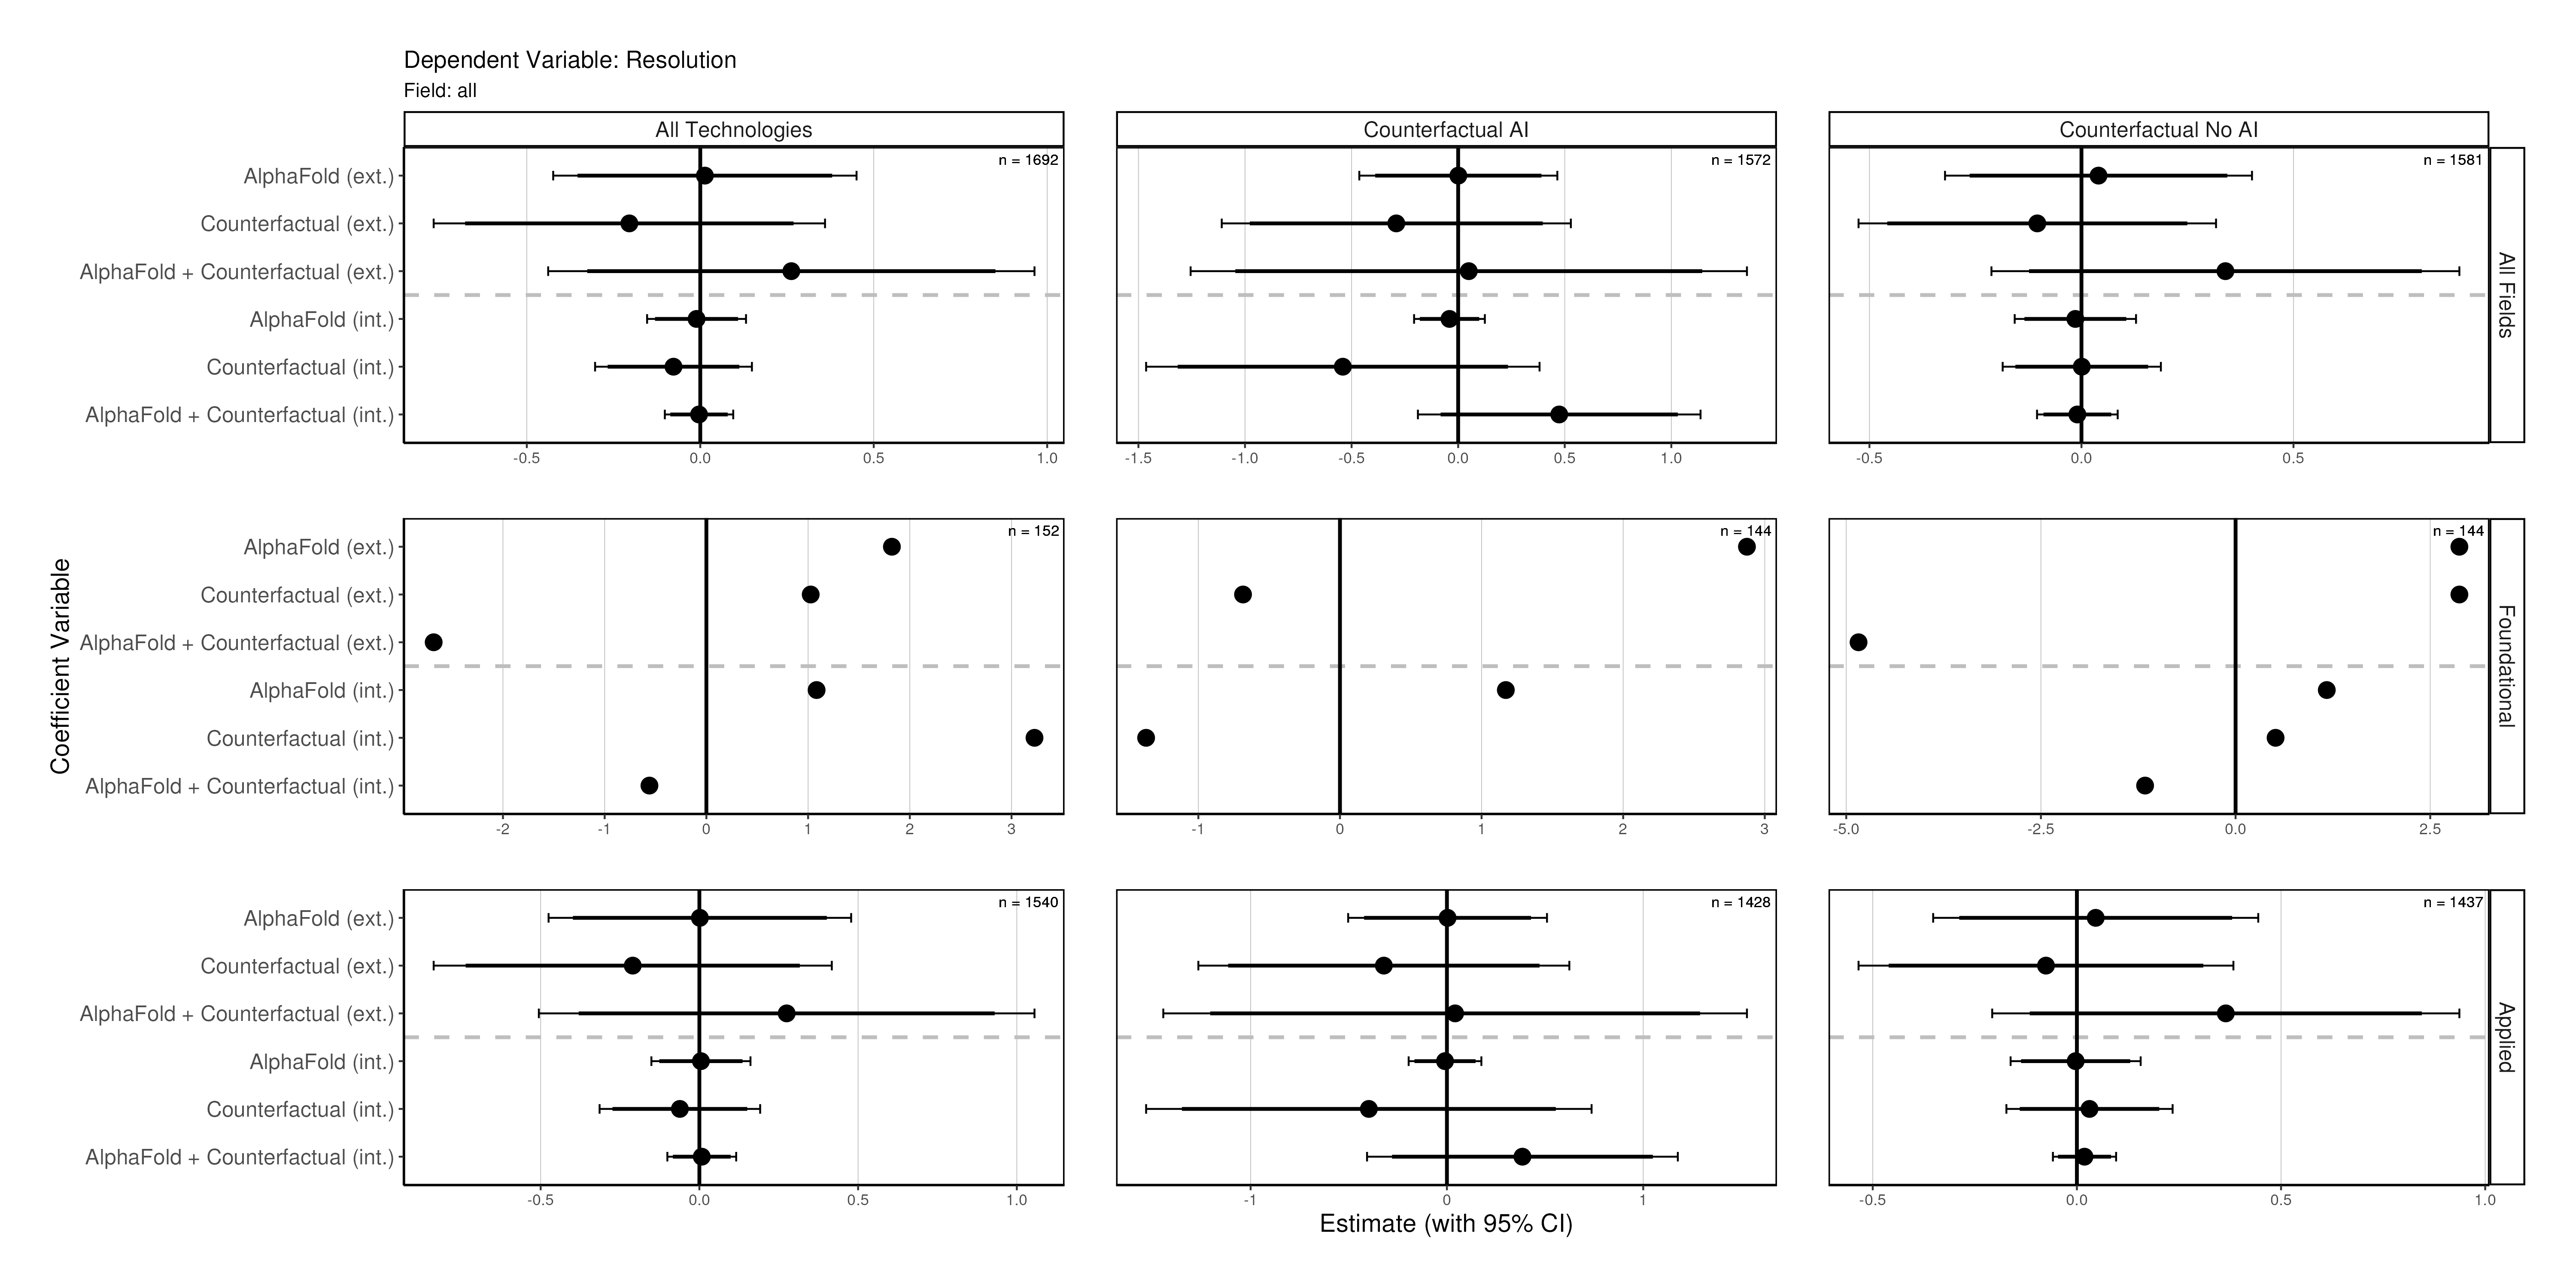 Dependent Variable: Resolution
Field: all
All Technologies
Counterfactual AI
Counterfactual No AI
Coefficient Variable
AlphaFold (ext.)
Counterfactual (ext.)
AlphaFold + Counterfactual (ext.)
AlphaFold (int.)
Counterfactual (int.)
AlphaFold + Counterfactual (int.)
n = 1692
n = 1572
n = 1581
All Fields
-0.5 0.0 0.5 1.0
-1.5 -1.0 -0.5 0.0 0.5 1.0
-0.5 0.0 0.5
AlphaFold (ext.)
Counterfactual (ext.)
AlphaFold + Counterfactual (ext.)
AlphaFold (int.)
Counterfactual (int.)
AlphaFold + Counterfactual (int.)
n = 152
n = 144
n = 144
Foundational
-2 -1 0 1 2 3
-1 0 1 2 3
-5.0 -2.5 0.0 2.5
AlphaFold (ext.)
Counterfactual (ext.)
AlphaFold + Counterfactual (ext.)
AlphaFold (int.)
Counterfactual (int.)
AlphaFold + Counterfactual (int.)
n = 1540
n = 1428
n = 1437
Applied
-0.5 0.0 0.5 1.0
-1 0 1
-0.5 0.0 0.5 1.0
Estimate (with 95% CI)